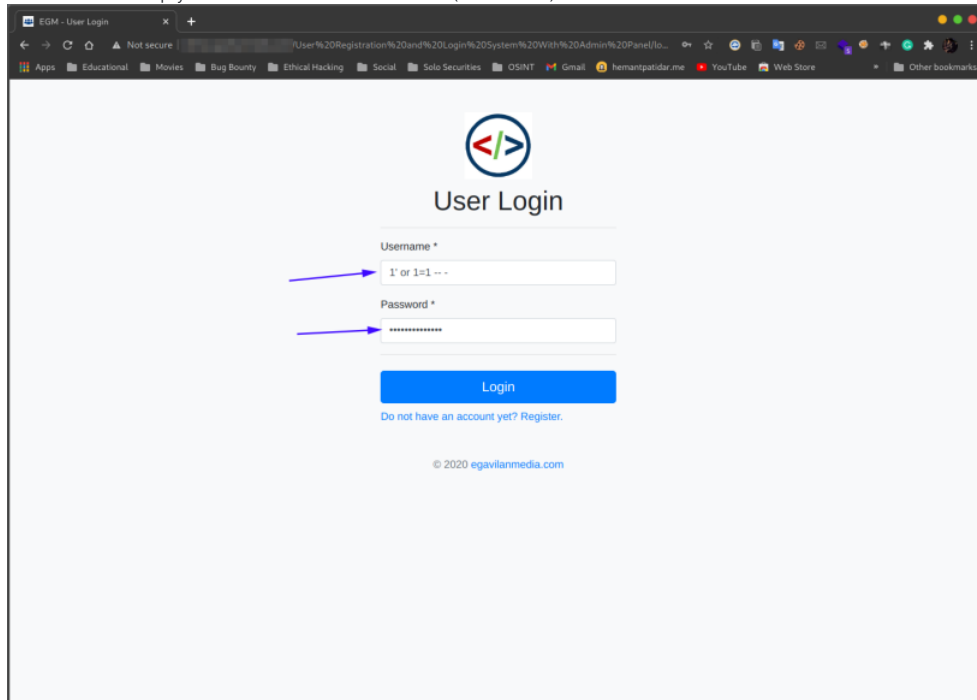 EGM - User Login
Not secure
/User%20Registration%20and%20Login%20System%20With%20Admin%20Panel/lo...
Apps Educational Movies Bug Bounty Ethical Hacking Social Solo Securities OSINT Gmail hemantpatidar.me YouTube Web Store Other bookmarks
</>
User Login
Username *
1' or 1=1 -- -
Password *
••••••••••••••
Login
Do not have an account yet? Register.
© 2020 egavilanmedia.com